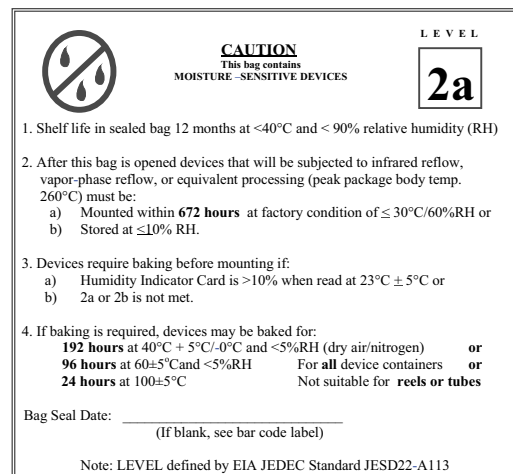 LEVEL
CAUTION
This bag contains
MOISTURE –SENSITIVE DEVICES
2a
1. Shelf life in sealed bag 12 months at <40°C and < 90% relative humidity (RH)
2. After this bag is opened devices that will be subjected to infrared reflow,
vapor-phase reflow, or equivalent processing (peak package body temp.
260°C) must be:
a) Mounted within 672 hours at factory condition of ≤ 30°C/60%RH or
b) Stored at ≤10% RH.
3. Devices require baking before mounting if:
a) Humidity Indicator Card is >10% when read at 23°C ± 5°C or
b) 2a or 2b is not met.
4. If baking is required, devices may be baked for:
192 hours at 40°C + 5°C/-0°C and <5%RH (dry air/nitrogen) or
96 hours at 60±5°Cand <5%RH For all device containers or
24 hours at 100±5°C Not suitable for reels or tubes
Bag Seal Date: ______________________________
(If blank, see bar code label)
Note: LEVEL defined by EIA JEDEC Standard JESD22-A113